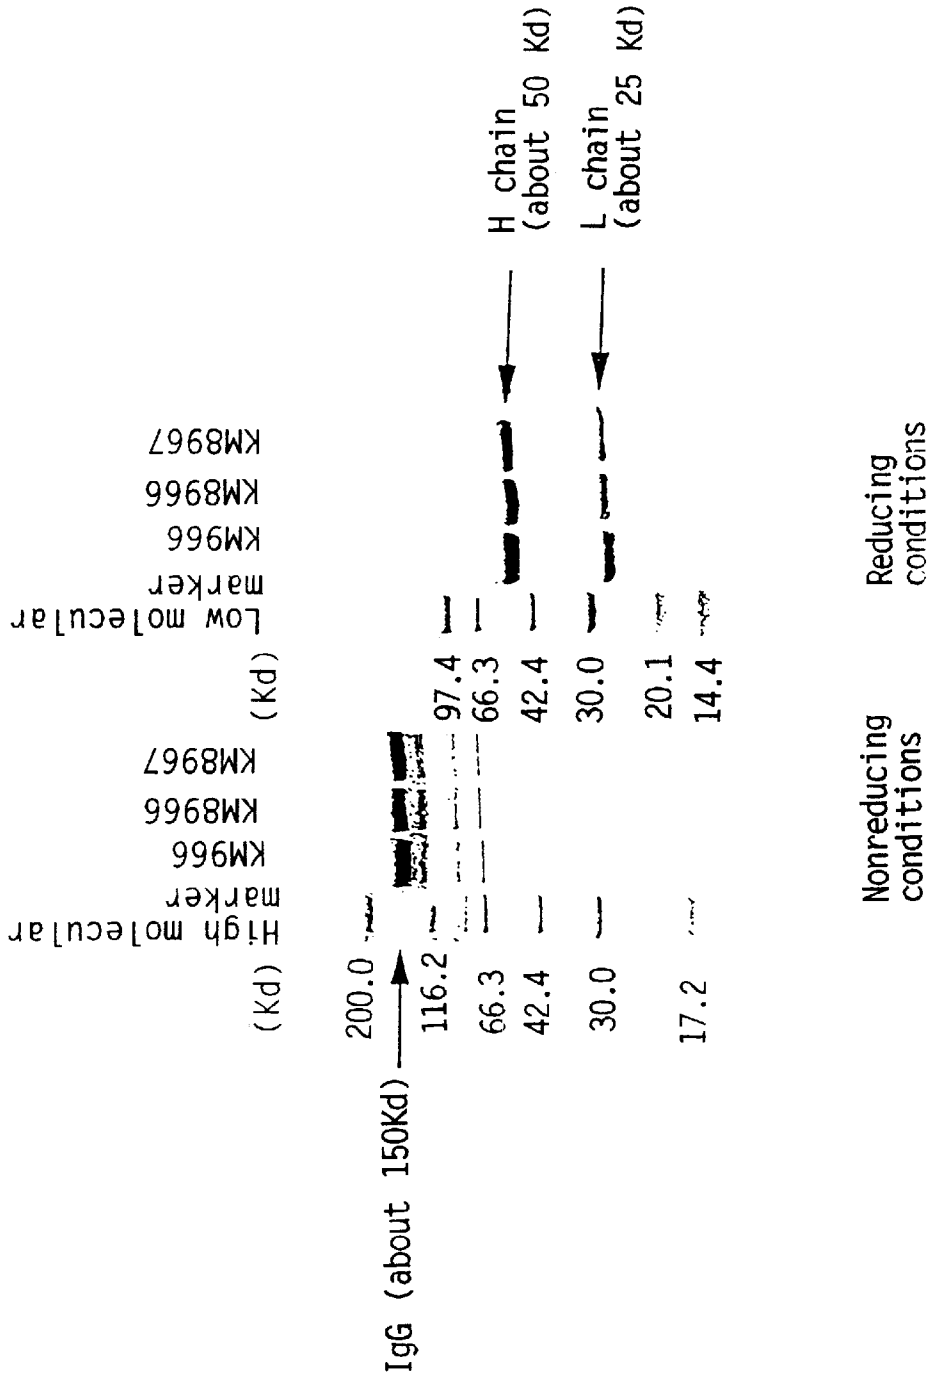 (Kd)
High molecular
marker
KM966
KM8966
KM8967
(Kd)
Low molecular
marker
KM966
KM8966
KM8967
IgG (about 150Kd)
200.0
116.2
66.3
42.4
30.0
17.2
97.4
66.3
42.4
30.0
20.1
14.4
H chain
(about 50 Kd)
L chain
(about 25 Kd)
Nonreducing
conditions
Reducing
conditions